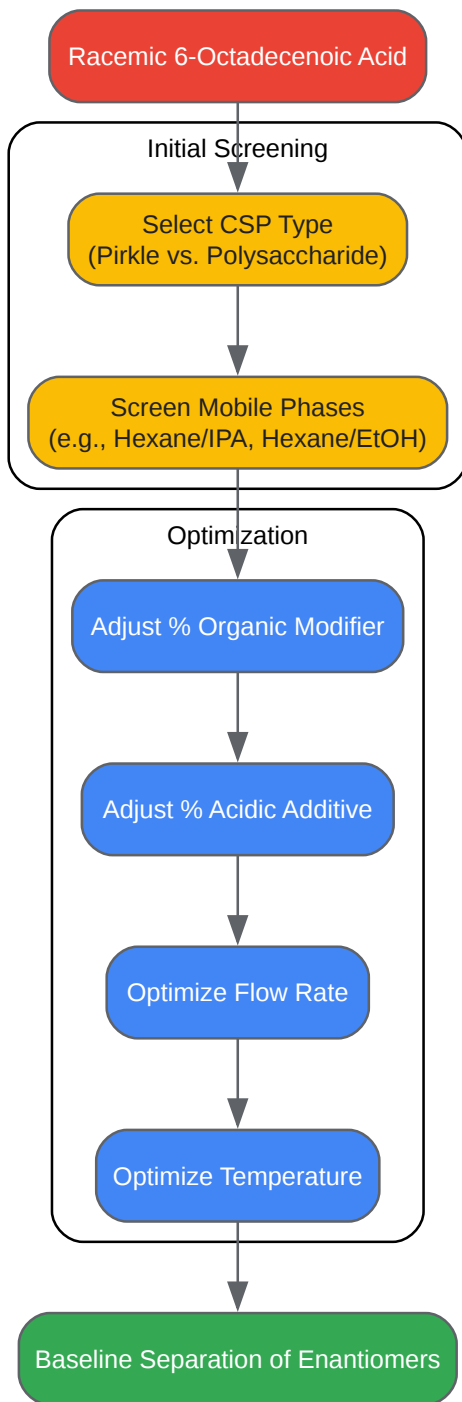 Racemic 6-Octadecenoic Acid
Initial Screening
Select CSP Type
(Pirkle vs. Polysaccharide)
Screen Mobile Phases
(e.g., Hexane/IPA, Hexane/EtOH)
Optimization
Adjust % Organic Modifier
Adjust % Acidic Additive
Optimize Flow Rate
Optimize Temperature
Baseline Separation of Enantiomers